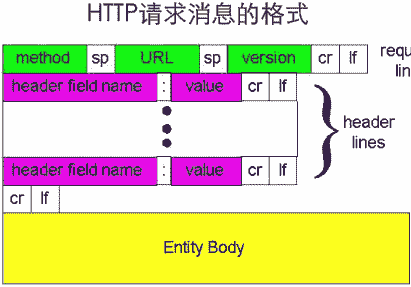 HTTP请求消息的格式
method sp URL sp version cr lf
header field name : value cr lf
header field name : value cr lf
header
lines
cr lf
Entity Body